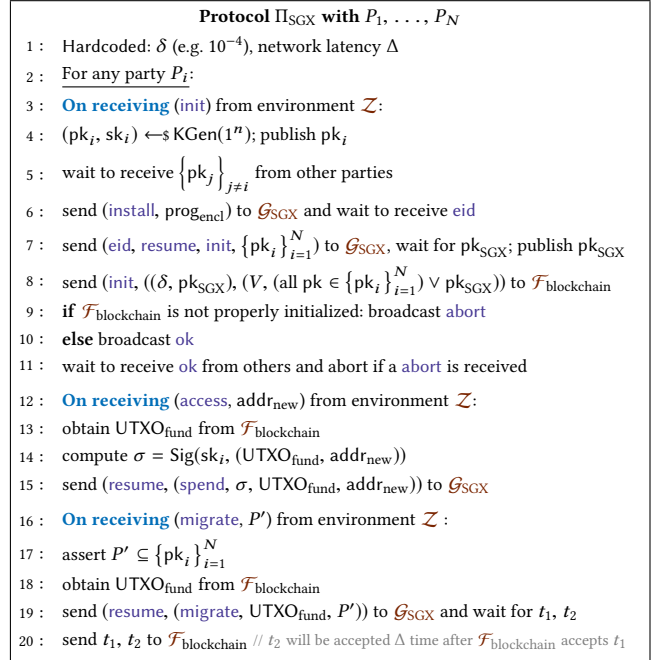 Protocol Π_SGX with P_1, . . . , P_N
1 : Hardcoded: δ (e.g. 10^{-4}), network latency Δ
2 : For any party P_i:
3 : On receiving (init) from environment 𝒵:
4 : (pk_i, sk_i) ←$ KGen(1^n); publish pk_i
5 : wait to receive {pk_j}_{j≠i} from other parties
6 : send (install, prog_encl) to 𝒢_SGX and wait to receive eid
7 : send (eid, resume, init, {pk_i}_{i=1}^N) to 𝒢_SGX, wait for pk_SGX; publish pk_SGX
8 : send (init, ((δ, pk_SGX), (V, (all pk ∈ {pk_i}_{i=1}^N) ∨ pk_SGX)) to ℱ_blockchain
9 : if ℱ_blockchain is not properly initialized: broadcast abort
10 : else broadcast ok
11 : wait to receive ok from others and abort if a abort is received
12 : On receiving (access, addr_new) from environment 𝒵:
13 : obtain UTXO_fund from ℱ_blockchain
14 : compute σ = Sig(sk_i, (UTXO_fund, addr_new))
15 : send (resume, (spend, σ, UTXO_fund, addr_new)) to 𝒢_SGX
16 : On receiving (migrate, P′) from environment 𝒵 :
17 : assert P′ ⊆ {pk_i}_{i=1}^N
18 : obtain UTXO_fund from ℱ_blockchain
19 : send (resume, (migrate, UTXO_fund, P′)) to 𝒢_SGX and wait for t_1, t_2
20 : send t_1, t_2 to ℱ_blockchain // t_2 will be accepted Δ time after ℱ_blockchain accepts t_1